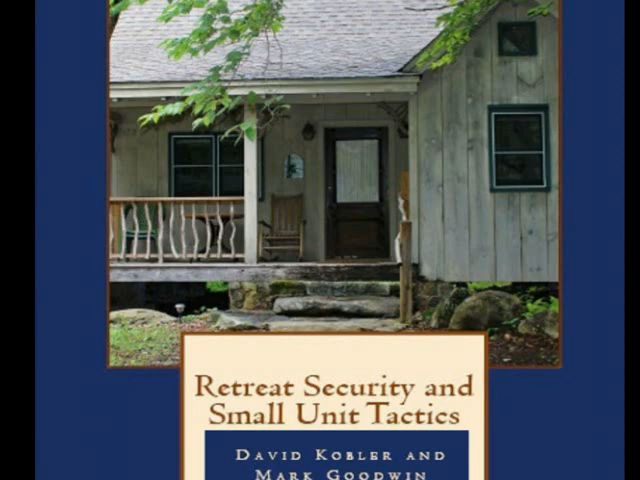 Retreat Security and
Small Unit Tactics
David Kobler and
Mark Goodwin